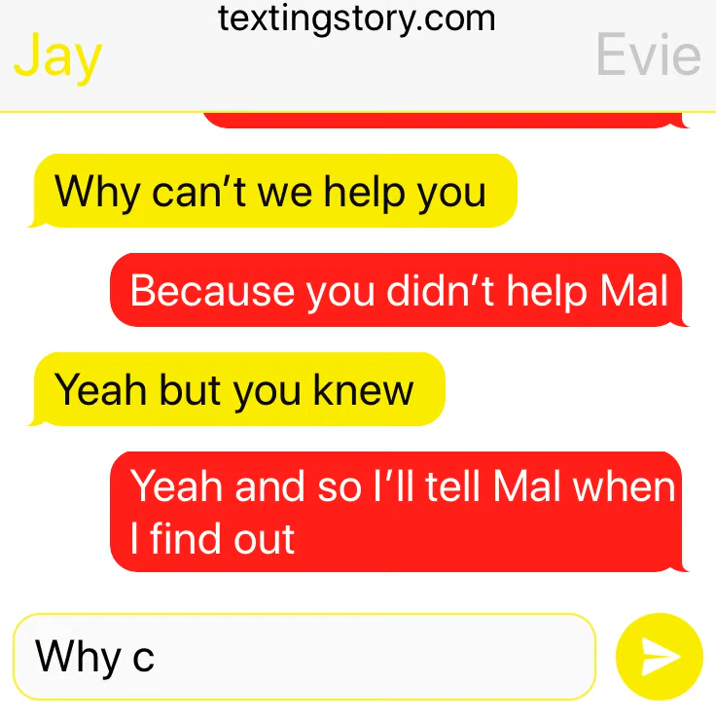 textingstory.com
Jay
Evie
Why can’t we help you
Because you didn’t help Mal
Yeah but you knew
Yeah and so I’ll tell Mal when
I find out
Why c